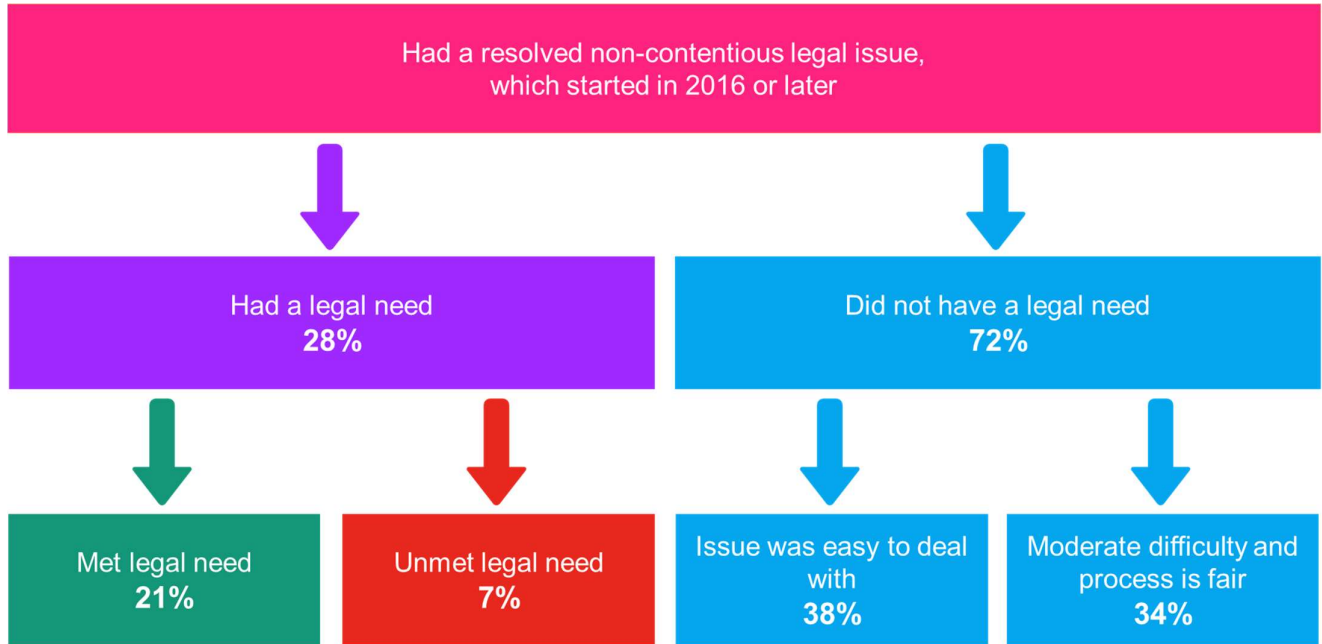 Had a resolved non-contentious legal issue,
which started in 2016 or later
Had a legal need
28%
Did not have a legal need
72%
Met legal need
21%
Unmet legal need
7%
Issue was easy to deal
with
38%
Moderate difficulty and
process is fair
34%